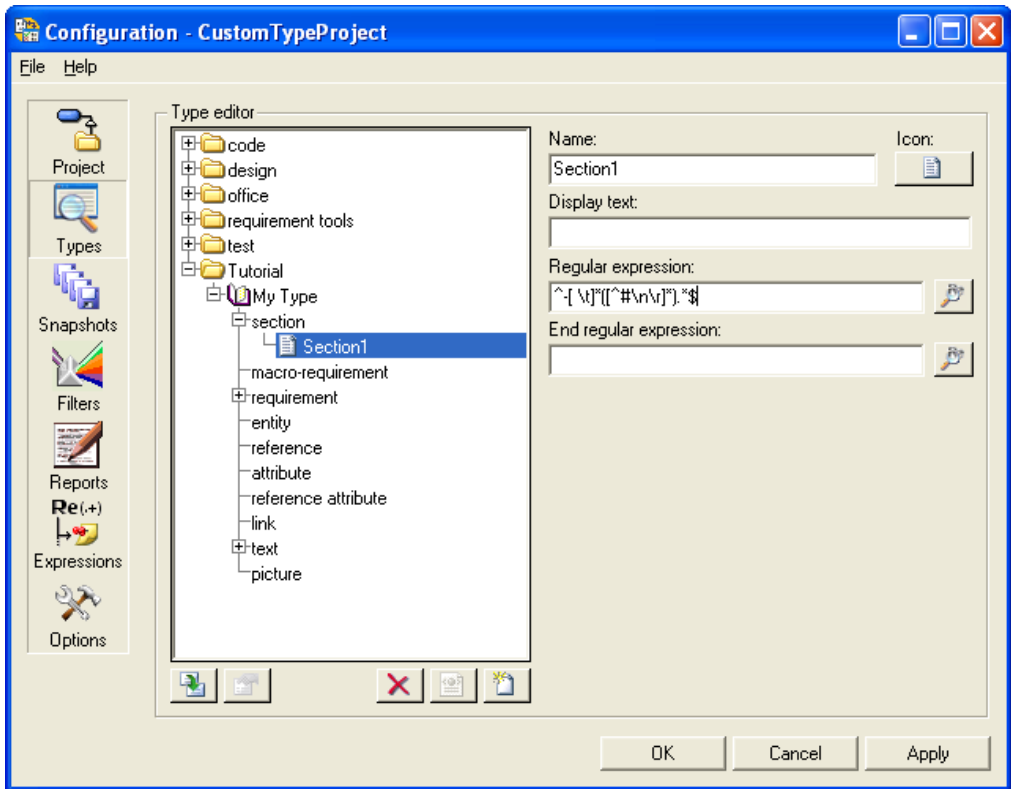 Configuration - CustomTypeProject
File Help
Project
Types
Snapshots
Filters
Reports
Re(.+)
Expressions
Options
Type editor
code
design
office
requirement tools
test
Tutorial
My Type
section
Section1
macro-requirement
requirement
entity
reference
attribute
reference attribute
link
text
picture
Name:
Icon:
Section1
Display text:
Regular expression:
^-[ \t]*([^#\n\r]*).*$
End regular expression:
OK Cancel Apply